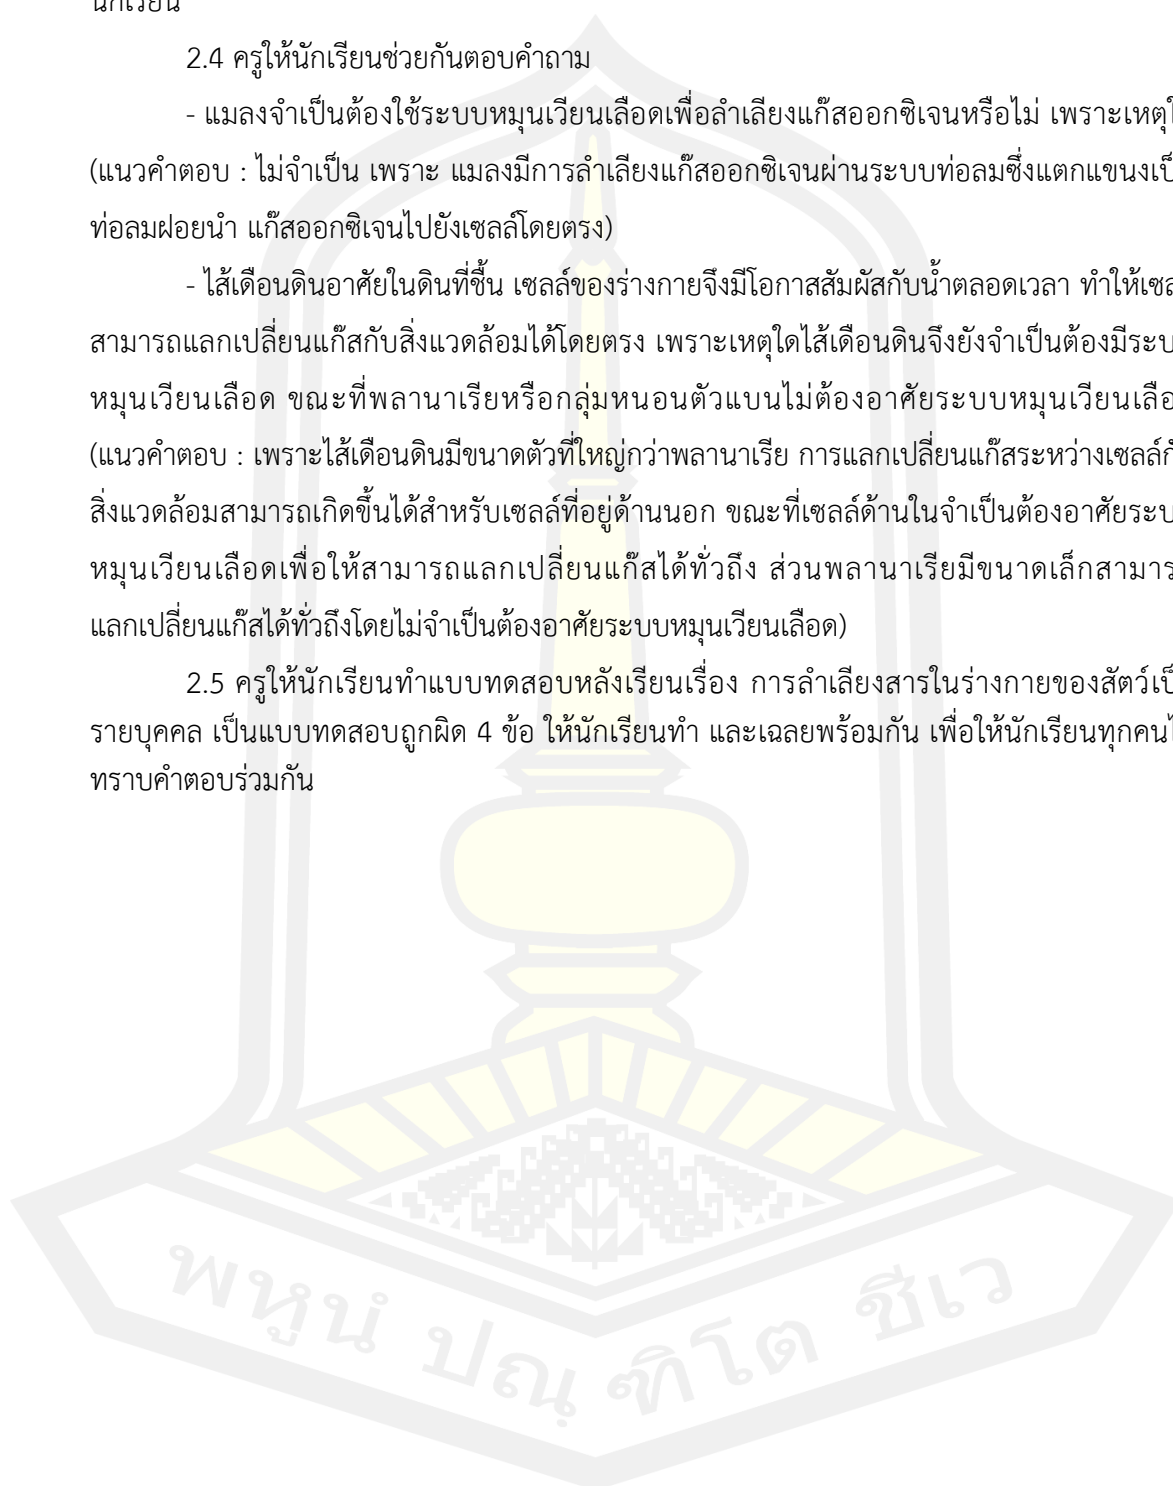 นักเรียน
2.4 ครูให้นักเรียนช่วยกันตอบคำถาม
- แมลงจำเป็นต้องใช้ระบบหมุนเวียนเลือดเพื่อลำเลียงแก๊สออกซิเจนหรือไม่ เพราะ
(แนวคำตอบ : ไม่จำเป็น เพราะ แมลงมีการลำเลียงแก๊สออกซิเจนผ่านระบบท่อลมซึ่งแตกแขนง
ท่อลมฝอยนำ แก๊สออกซิเจนไปยังเซลล์โดยตรง)
- ไส้เดือนดินอาศัยในดินที่ชื้น เซลล์ของร่างกายจึงมีโอกาสสัมผัสกับน้ำตลอดเวลา ทำให้
สามารถแลกเปลี่ยนแก๊สกับสิ่งแวดล้อมได้โดยตรง เพราะเหตุใดไส้เดือนดินจึงยังจำเป็นต้องมี
หมุนเวียนเลือด ขณะที่พลานาเรียหรือกลุ่มหนอนตัวแบนไม่ต้องอาศัยระบบหมุนเวียน
(แนวคำตอบ : เพราะไส้เดือนดินมีขนาดตัวที่ใหญ่กว่าพลานาเรีย การแลกเปลี่ยนแก๊สระหว่างเซลล์
สิ่งแวดล้อมสามารถเกิดขึ้นได้สำหรับเซลล์ที่อยู่ด้านนอก ขณะที่เซลล์ด้านในจำเป็นต้องอาศัย
หมุนเวียนเลือดเพื่อให้สามารถแลกเปลี่ยนแก๊สได้ทั่วถึง ส่วนพลานาเรียมีขนาดเล็ก
แลกเปลี่ยนแก๊สได้ทั่วถึงโดยไม่จำเป็นต้องอาศัยระบบหมุนเวียนเลือด)
2.5 ครูให้นักเรียนทำแบบทดสอบหลังเรียนเรื่อง การลำเลียงสารในร่างกายของสัตว์
รายบุคคล เป็นแบบทดสอบถูกผิด 4 ข้อ ให้นักเรียนทำ และเฉลยพร้อมกัน เพื่อให้นักเรียนทุกคน
ทราบคำตอบร่วมกัน
พหูนํ ปณฺฑิโต ชีเว